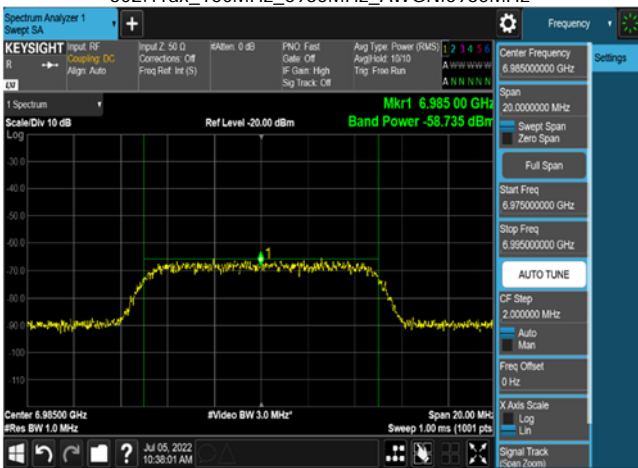 Spectrum Analyzer 1
Swept SA
Frequency
KEYSIGHT
Input: RF
Coupling: DC
Align: Auto
Input Z: 50 Ω
Corrections: Off
Freq Ref: Int (S)
#Atten: 0 dB
PNO: Fast
Gate: Off
IF Gain: High
Sig Track: Off
Avg Type: Power (RMS)
Avg|Hold: 10/10
Trig: Free Run
1 2 3 4 5 6
A W W W W W
A N N N N N
R
LXI
1 Spectrum
Scale/Div 10 dB
Log
Ref Level -20.00 dBm
Mkr1 6.985 00 GHz
Band Power -58.735 dBm
-30.0
-40.0
-50.0
-60.0
-70.0
-80.0
-90.0
-100
-110
1
Center 6.98500 GHz
#Res BW 1.0 MHz
#Video BW 3.0 MHz*
Span 20.00 MHz
Sweep 1.00 ms (1001 pts)
Jul 05, 2022
10:38:01 AM
Center Frequency
6.985000000 GHz
Settings
Span
20.0000000 MHz
Swept Span
Zero Span
Full Span
Start Freq
6.975000000 GHz
Stop Freq
6.995000000 GHz
AUTO TUNE
CF Step
2.000000 MHz
Auto
Man
Freq Offset
0 Hz
X Axis Scale
Log
Lin
Signal Track
(Span Zoom)